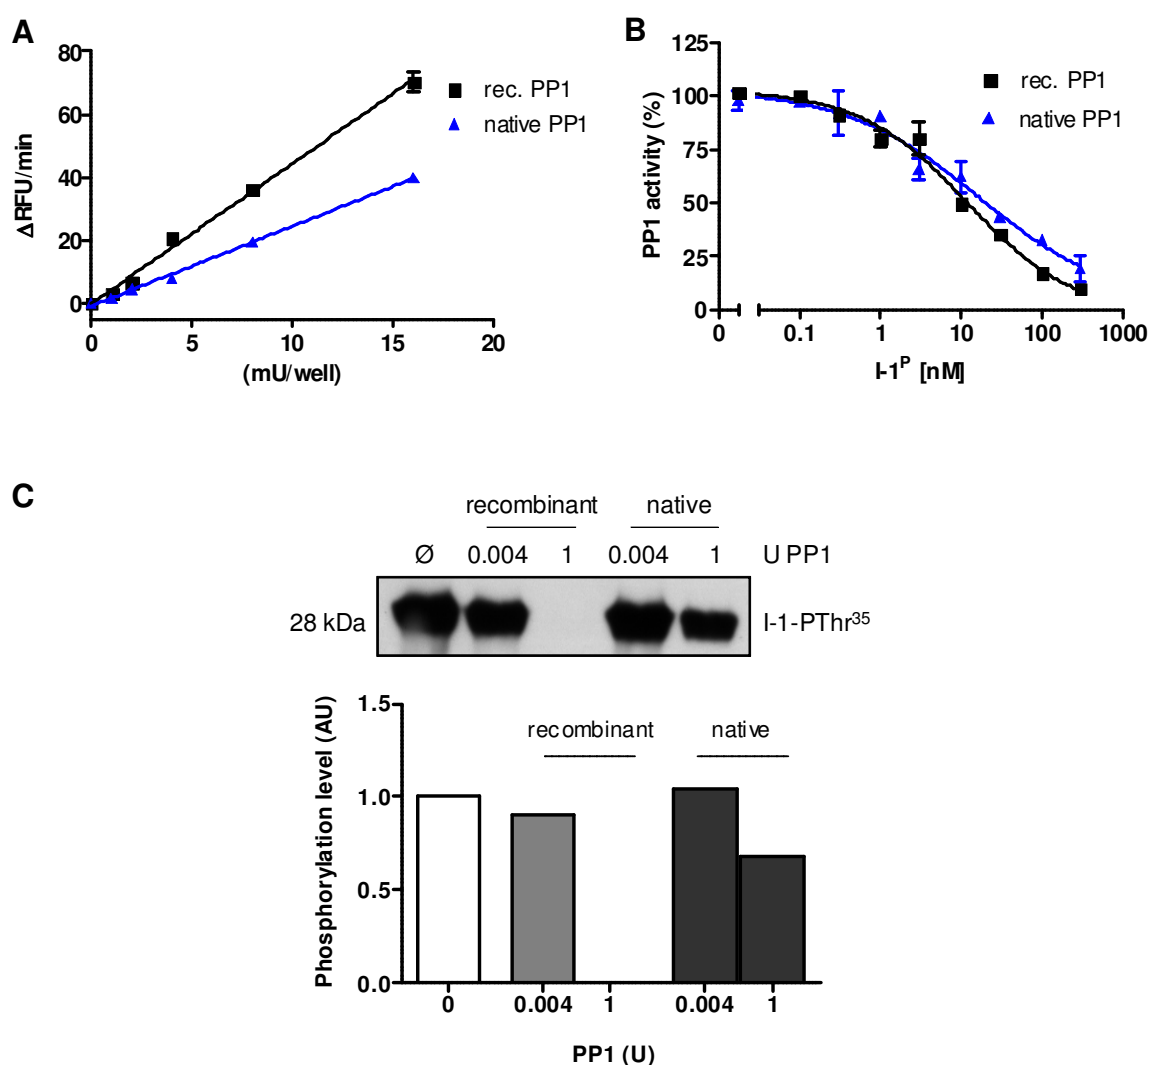 A
80
60
40
20
0
ΔRFU/min
0 5 10 15 20
(mU/well)
rec. PP1
native PP1
B
125
100
75
50
25
0
PP1 activity (%)
0 0.1 1 10 100 1000
I-1P [nM]
rec. PP1
native PP1
C
recombinant native
Ø 0.004 1 0.004 1 U PP1
28 kDa I-1-PThr35
1.5
1.0
0.5
0.0
Phosphorylation level (AU)
recombinant native
0 0.004 1 0.004 1
PP1 (U)